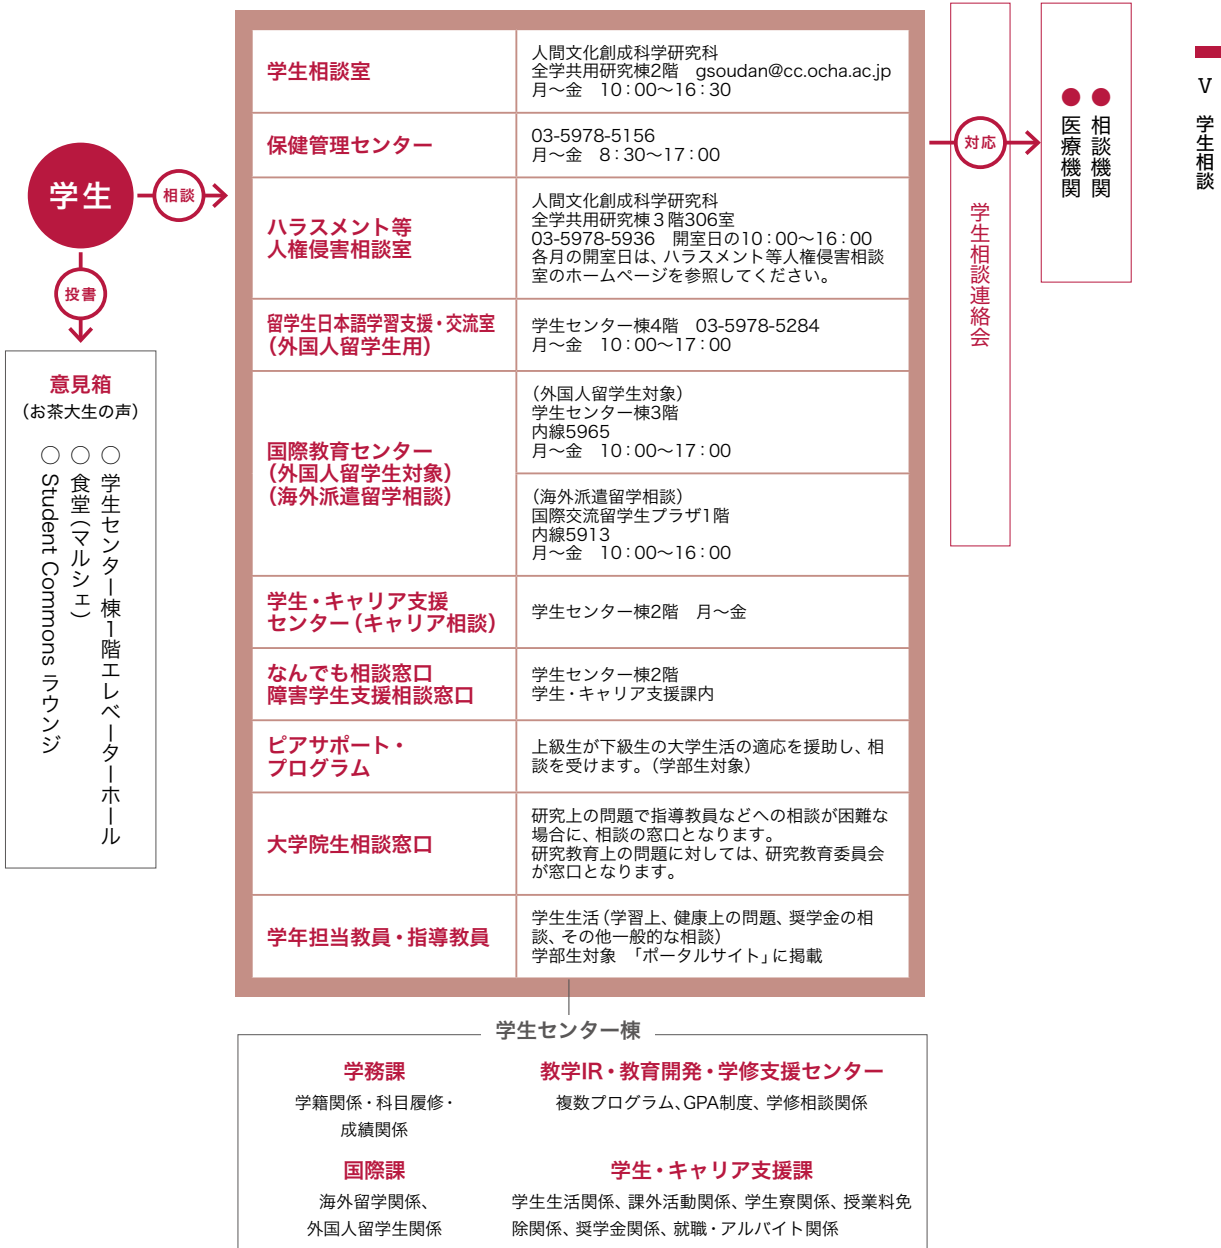 学生
相談
投書
意見箱
（お茶大生の声）
○ 学生センター棟1階エレベーターホール
○ 食堂（マルシェ）
○ Student Commons ラウンジ
学生相談室
人間文化創成科学研究科
全学共用研究棟2階　gsoudan@cc.ocha.ac.jp
月～金　10：00～16：30
保健管理センター
03-5978-5156
月～金　8：30～17：00
ハラスメント等
人権侵害相談室
人間文化創成科学研究科
全学共用研究棟３階306室
03-5978-5936　開室日の10：00～16：00
各月の開室日は、ハラスメント等人権侵害相談
室のホームページを参照してください。
留学生日本語学習支援・交流室
（外国人留学生用）
学生センター棟4階　03-5978-5284
月～金　10：00～17：00
国際教育センター
（外国人留学生対象）
（海外派遣留学相談）
（外国人留学生対象）
学生センター棟3階
内線5965
月～金　10：00～17：00
（海外派遣留学相談）
国際交流留学生プラザ1階
内線5913
月～金　10：00～16：00
学生・キャリア支援
センター（キャリア相談）
学生センター棟2階　月～金
なんでも相談窓口
障害学生支援相談窓口
学生センター棟2階
学生・キャリア支援課内
ピアサポート・
プログラム
上級生が下級生の大学生活の適応を援助し、相
談を受けます。（学部生対象）
大学院生相談窓口
研究上の問題で指導教員などへの相談が困難な
場合に、相談の窓口となります。
研究教育上の問題に対しては、研究教育委員会
が窓口となります。
学年担当教員・指導教員
学生生活（学習上、健康上の問題、奨学金の相
談、その他一般的な相談）
学部生対象　「ポータルサイト」に掲載
対応
学生相談連絡会
● 相談機関
● 医療機関
Ⅴ 学生相談
学生センター棟
学務課
学籍関係・科目履修・
成績関係
教学IR・教育開発・学修支援センター
複数プログラム、GPA制度、学修相談関係
国際課
海外留学関係、
外国人留学生関係
学生・キャリア支援課
学生生活関係、課外活動関係、学生寮関係、授業料免
除関係、奨学金関係、就職・アルバイト関係